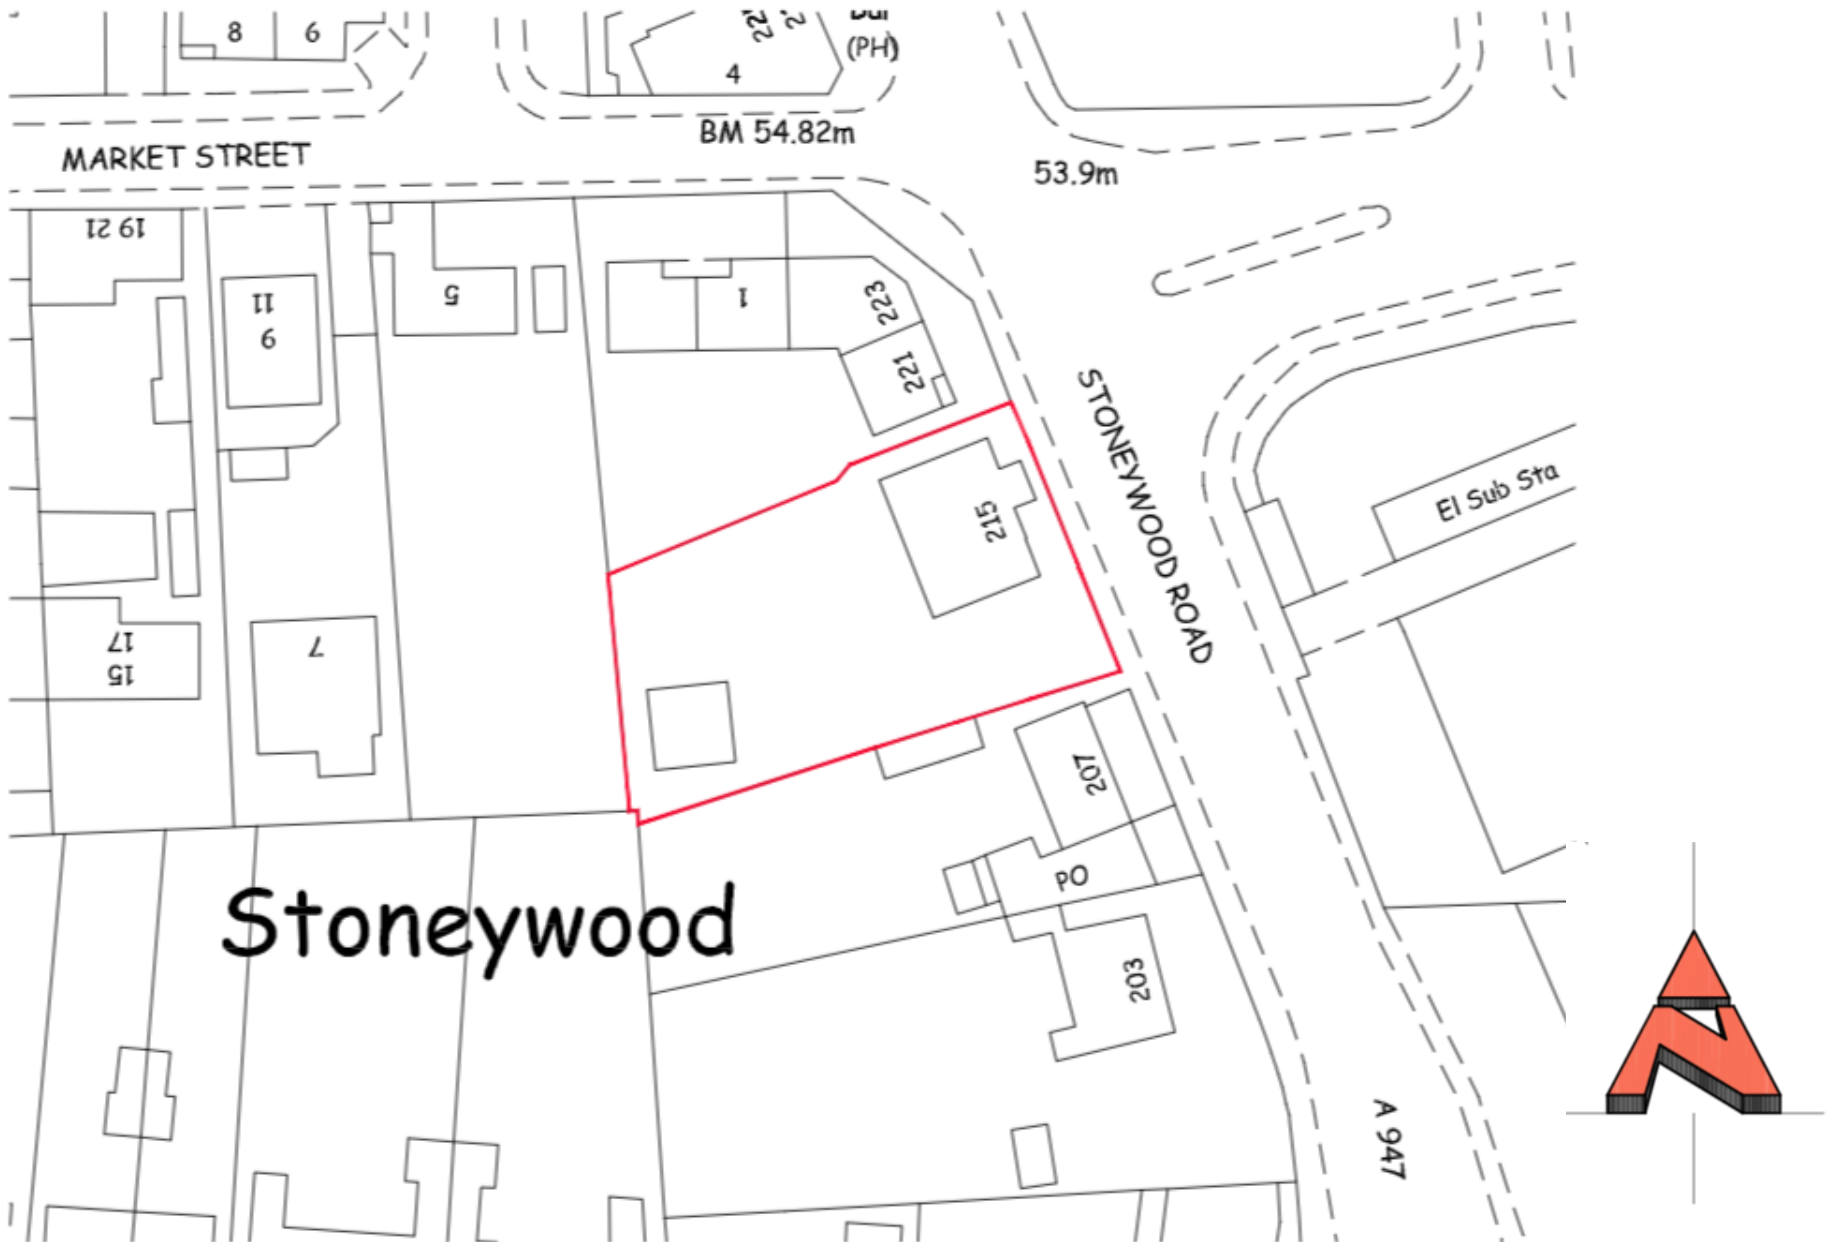 8
6
4
(PH)
BM 54.82m
MARKET STREET
53.9m
19 21
11
9
5
1
223
221
STONEYWOOD ROAD
El Sub Sta
215
17
15
7
207
PO
Stoneywood
203
A 947
N